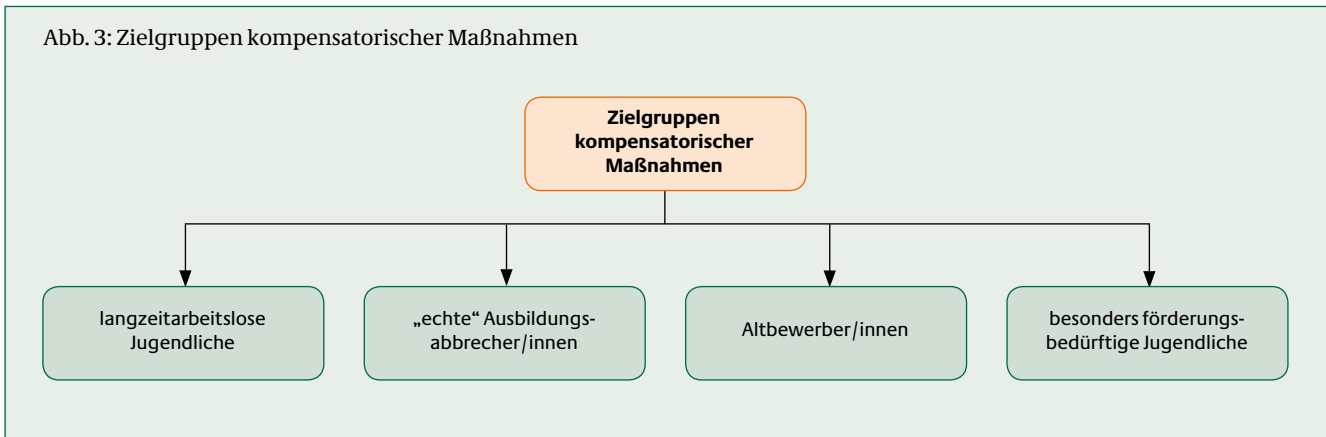 Abb. 3: Zielgruppen kompensatorischer Maßnahmen
Zielgruppen
kompensatorischer
Maßnahmen
langzeitarbeitslose
Jugendliche
„echte“ Ausbildungs-
abbrecher/innen
Altbewerber/innen
besonders förderungs-
bedürftige Jugendliche